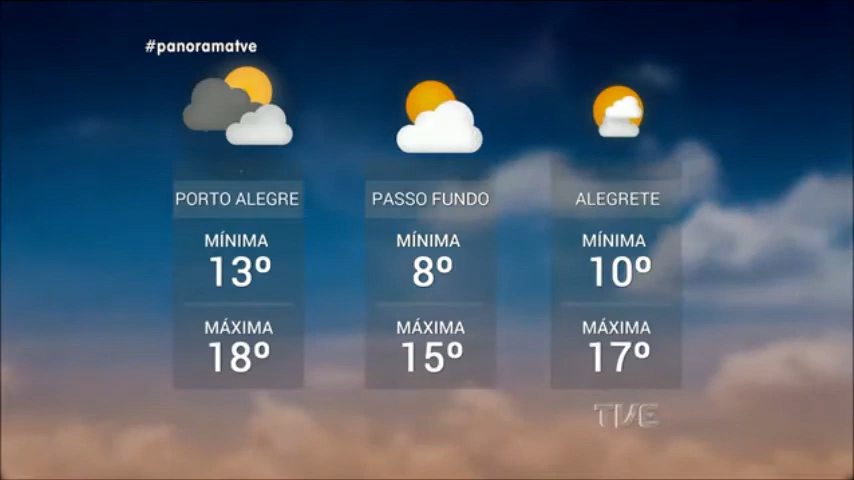 #panoramatve
PORTO ALEGRE
MÍNIMA
13º
MÁXIMA
18º
PASSO FUNDO
MÍNIMA
8º
MÁXIMA
15º
ALEGRETE
MÍNIMA
10º
MÁXIMA
17º
TVE